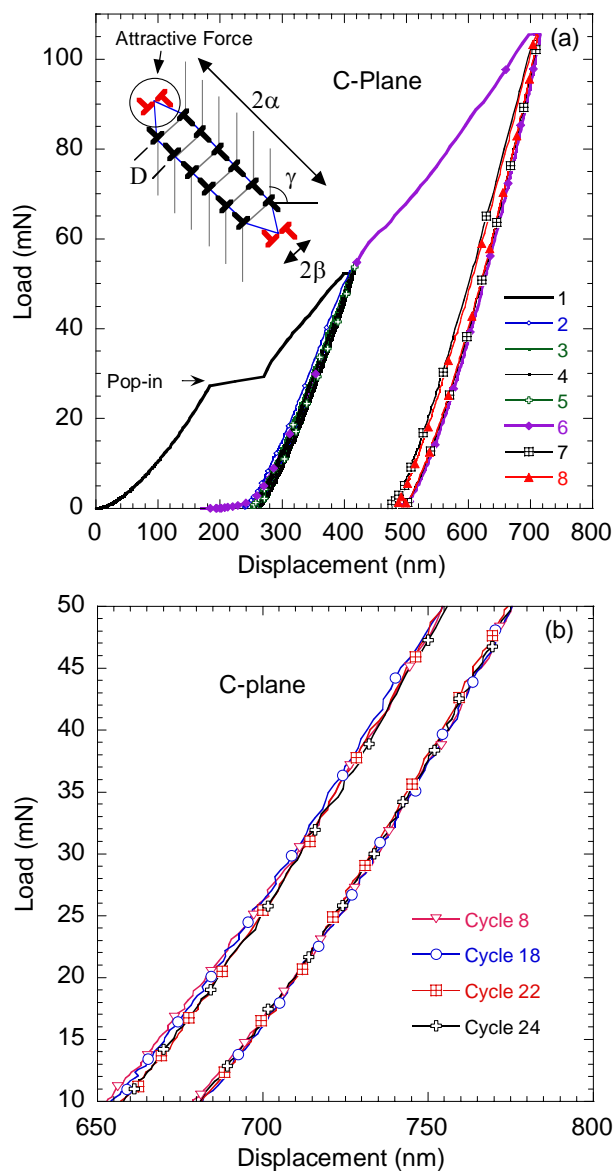 (a)
Attractive Force
C-Plane
2α
D
γ
2β
Pop-in
1
2
3
4
5
6
7
8
Load (mN)
0
20
40
60
80
100
0 100 200 300 400 500 600 700 800
Displacement (nm)
(b)
C-plane
Cycle 8
Cycle 18
Cycle 22
Cycle 24
Load (mN)
50
45
40
35
30
25
20
15
10
650 700 750 800
Displacement (nm)